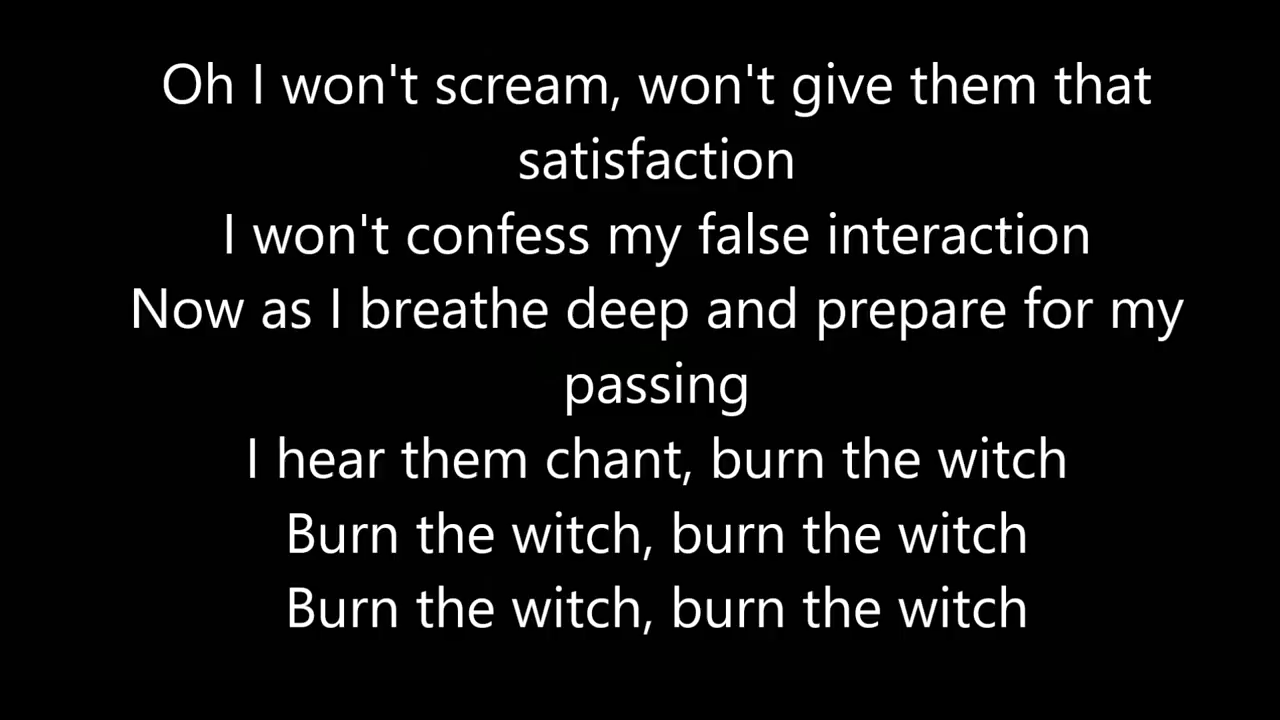 Oh I won't scream, won't give them that
satisfaction
I won't confess my false interaction
Now as I breathe deep and prepare for my
passing
I hear them chant, burn the witch
Burn the witch, burn the witch
Burn the witch, burn the witch